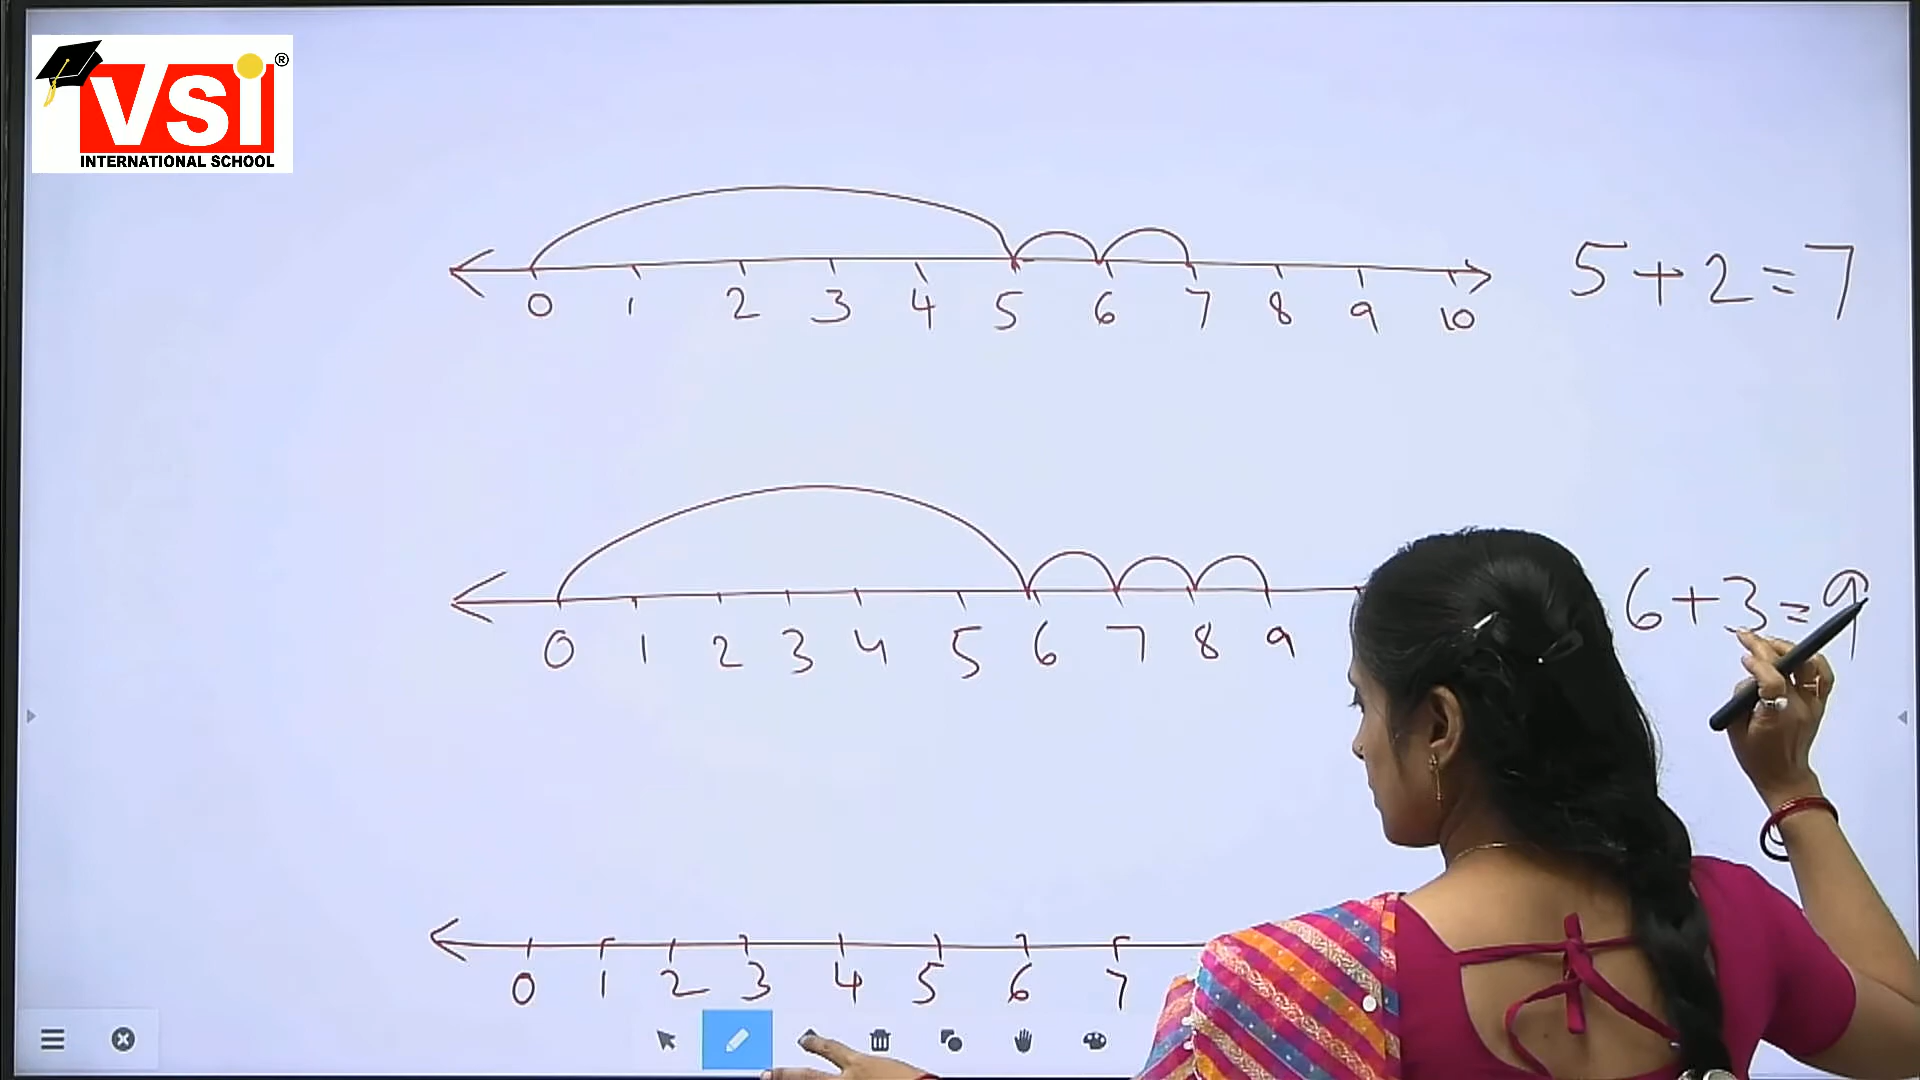 vsi®
INTERNATIONAL SCHOOL
0 1 2 3 4 5 6 7 8 9 10
5+2=7
0 1 2 3 4 5 6 7 8 9
6+3=9
0 1 2 3 4 5 6 7